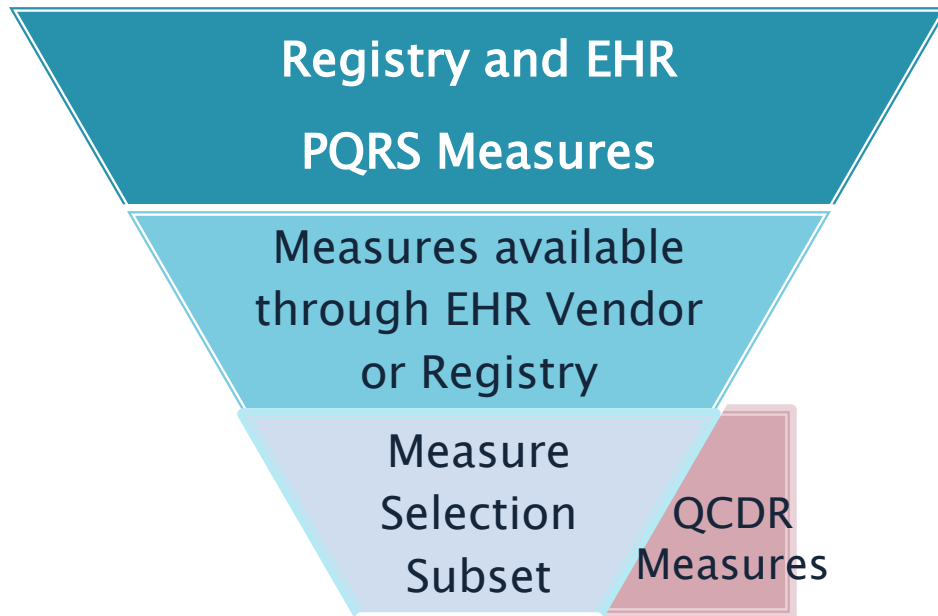 Registry and EHR
PQRS Measures
Measures available
through EHR Vendor
or Registry
Measure
Selection
Subset
QCDR
Measures